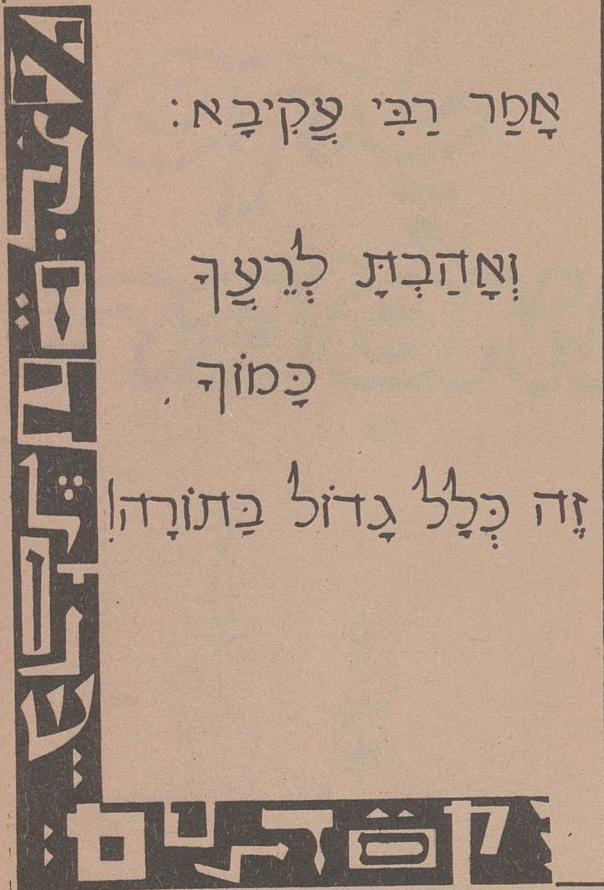 אָמַר רַבִּי עֲקִיבָא:
וְאָהַבְתָּ לְרֵעֲךָ
כָּמוֹךָ.
זֶה כְּלָל גָּדוֹל בַּתּוֹרָה!